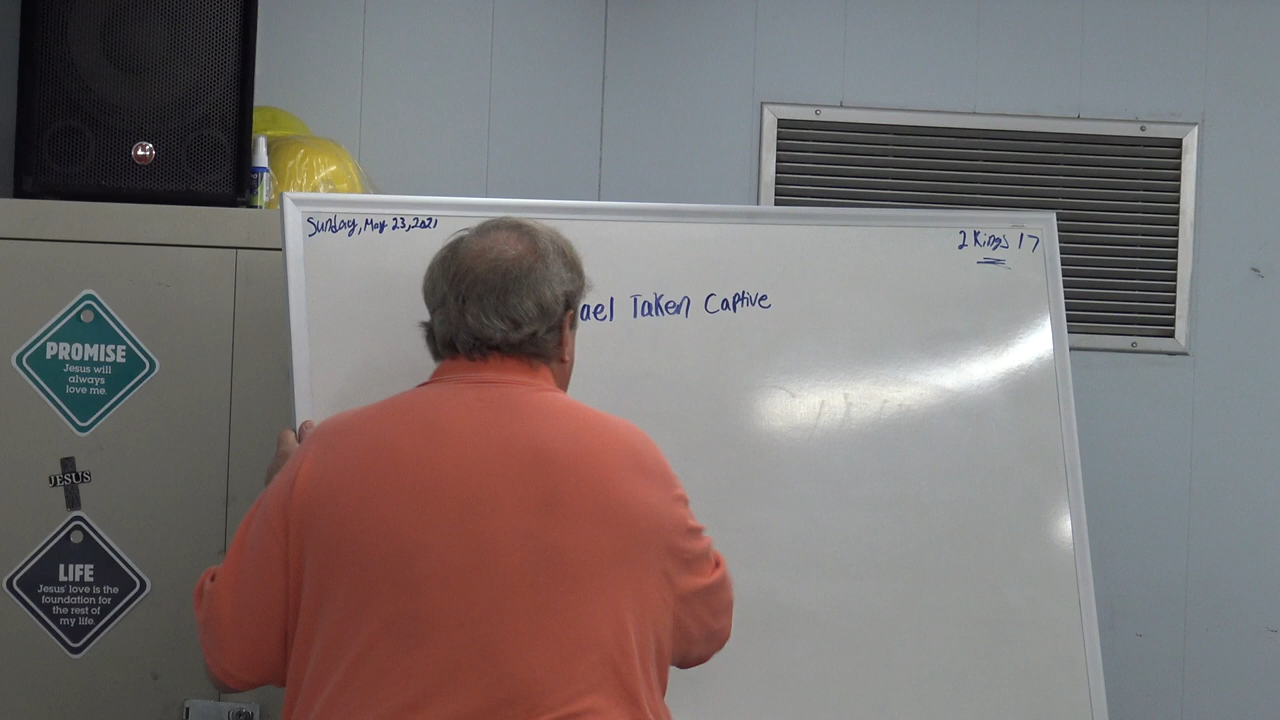 Sunday, May 23, 2021
2 Kings 17
ael Taken Captive
PROMISE
Jesus will
always
love me.
JESUS
LIFE
Jesus' love is the
foundation for
the rest of
my life.